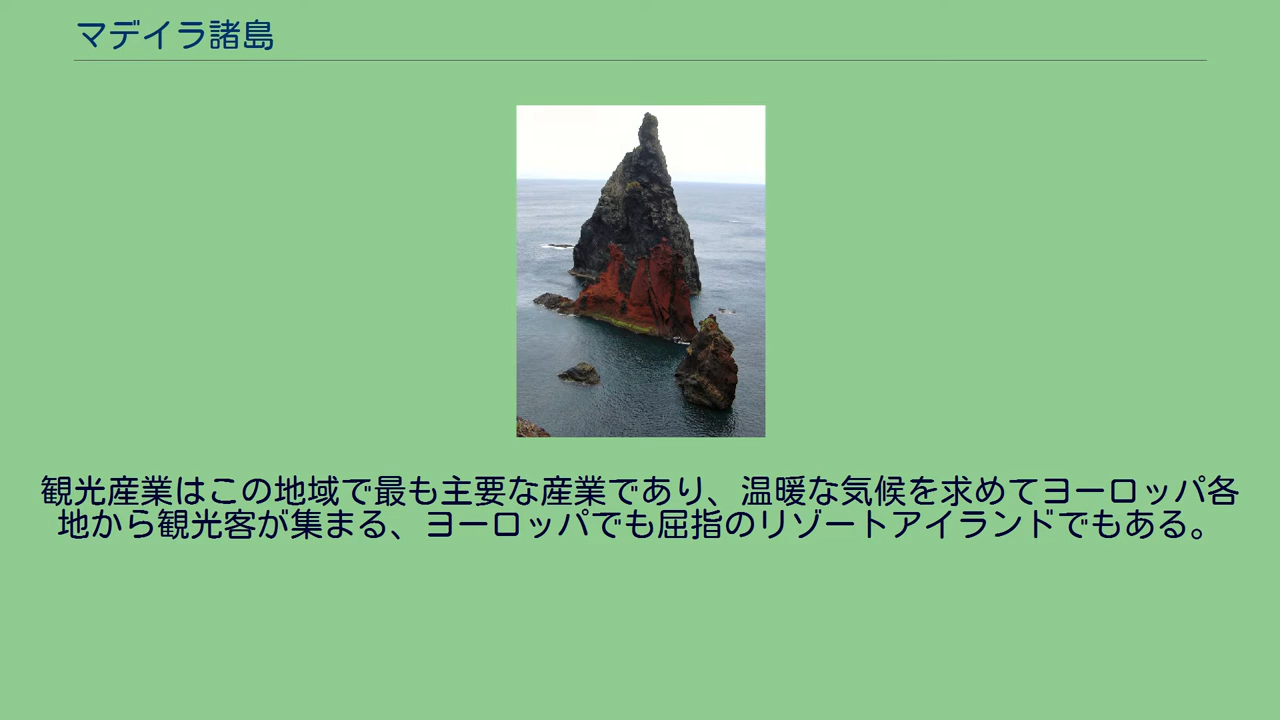 マデイラ諸島
観光産業はこの地域で最も主要な産業であり、温暖な気候を求めてヨーロッパ各
地から観光客が集まる、ヨーロッパでも屈指のリゾートアイランドでもある。